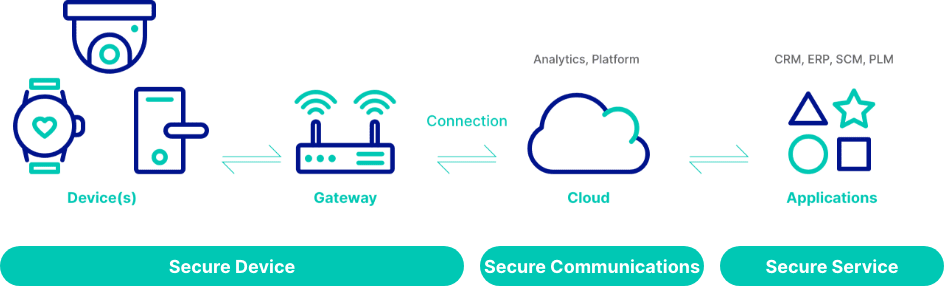 Analytics, Platform
CRM, ERP, SCM, PLM
Connection
Device(s)
Gateway
Cloud
Applications
Secure Device
Secure Communications
Secure Service